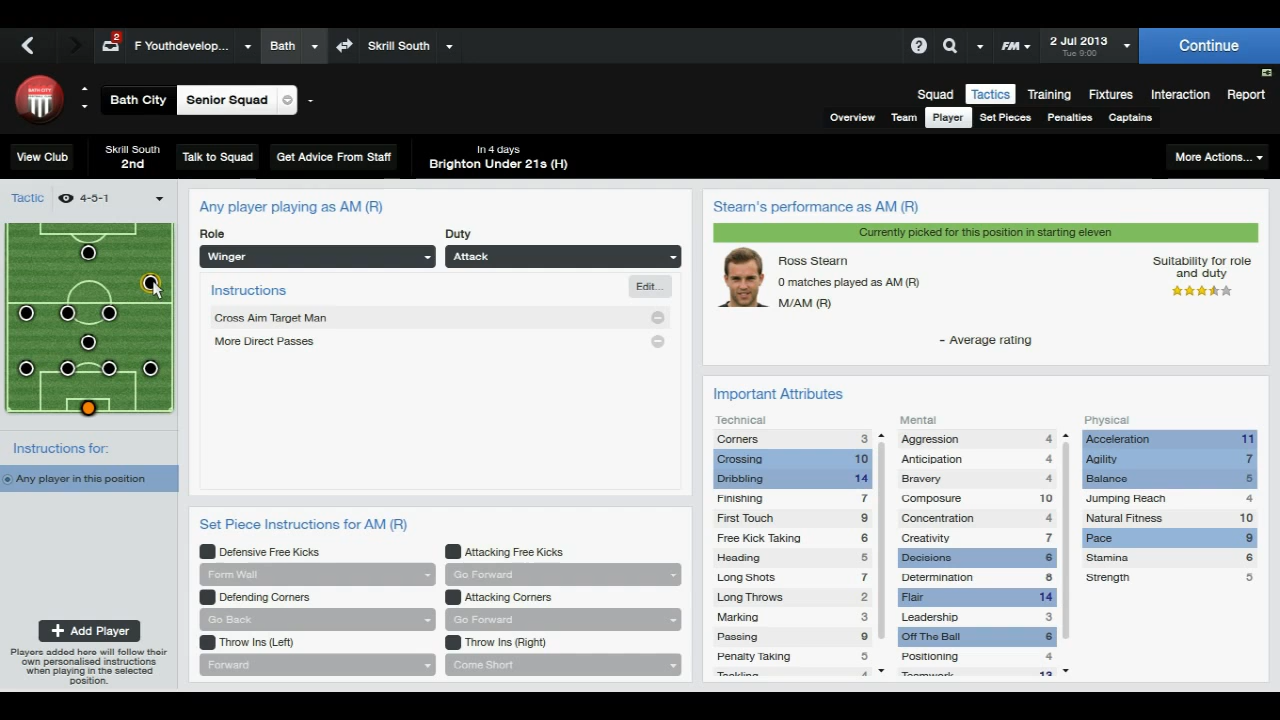 2
F Youthdevelop...
Bath
Skrill South
FM
2 Jul 2013
Tue 9:00
Continue
BATH CITY
Bath City
Senior Squad
Squad
Tactics
Training
Fixtures
Interaction
Report
Overview
Team
Player
Set Pieces
Penalties
Captains
View Club
Skrill South
2nd
Talk to Squad
Get Advice From Staff
In 4 days
Brighton Under 21s (H)
More Actions...
Tactic
4-5-1
Instructions for:
Any player in this position
Add Player
Players added here will follow their
own personalised instructions
when playing in the selected
position.
Any player playing as AM (R)
Role
Duty
Winger
Attack
Instructions
Edit...
Cross Aim Target Man
More Direct Passes
Set Piece Instructions for AM (R)
Defensive Free Kicks
Attacking Free Kicks
Form Wall
Go Forward
Defending Corners
Attacking Corners
Go Back
Go Forward
Throw Ins (Left)
Throw Ins (Right)
Forward
Come Short
Stearn's performance as AM (R)
Currently picked for this position in starting eleven
Ross Stearn
0 matches played as AM (R)
M/AM (R)
Suitability for role
and duty
- Average rating
Important Attributes
Technical
Corners 3
Crossing 10
Dribbling 14
Finishing 7
First Touch 9
Free Kick Taking 6
Heading 5
Long Shots 7
Long Throws 2
Marking 3
Passing 9
Penalty Taking 5
Tackling 4
Mental
Aggression 4
Anticipation 4
Bravery 4
Composure 10
Concentration 4
Creativity 7
Decisions 6
Determination 8
Flair 14
Leadership 3
Off The Ball 6
Positioning 4
Teamwork 13
Physical
Acceleration 11
Agility 7
Balance 5
Jumping Reach 4
Natural Fitness 10
Pace 9
Stamina 6
Strength 5